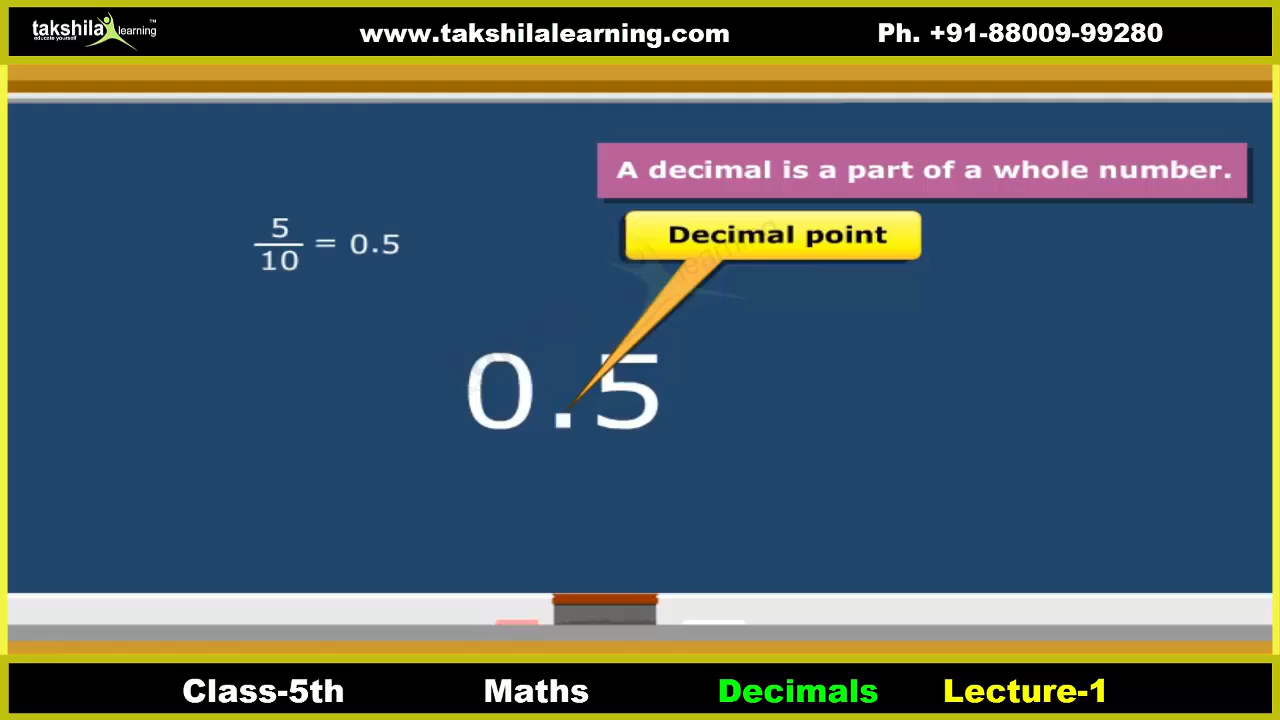 takshila learning™
educate yourself
www.takshilalearning.com
Ph. +91-88009-99280
A decimal is a part of a whole number.
Decimal point
5
10
= 0.5
0.5
learning
Class-5th Maths Decimals Lecture-1